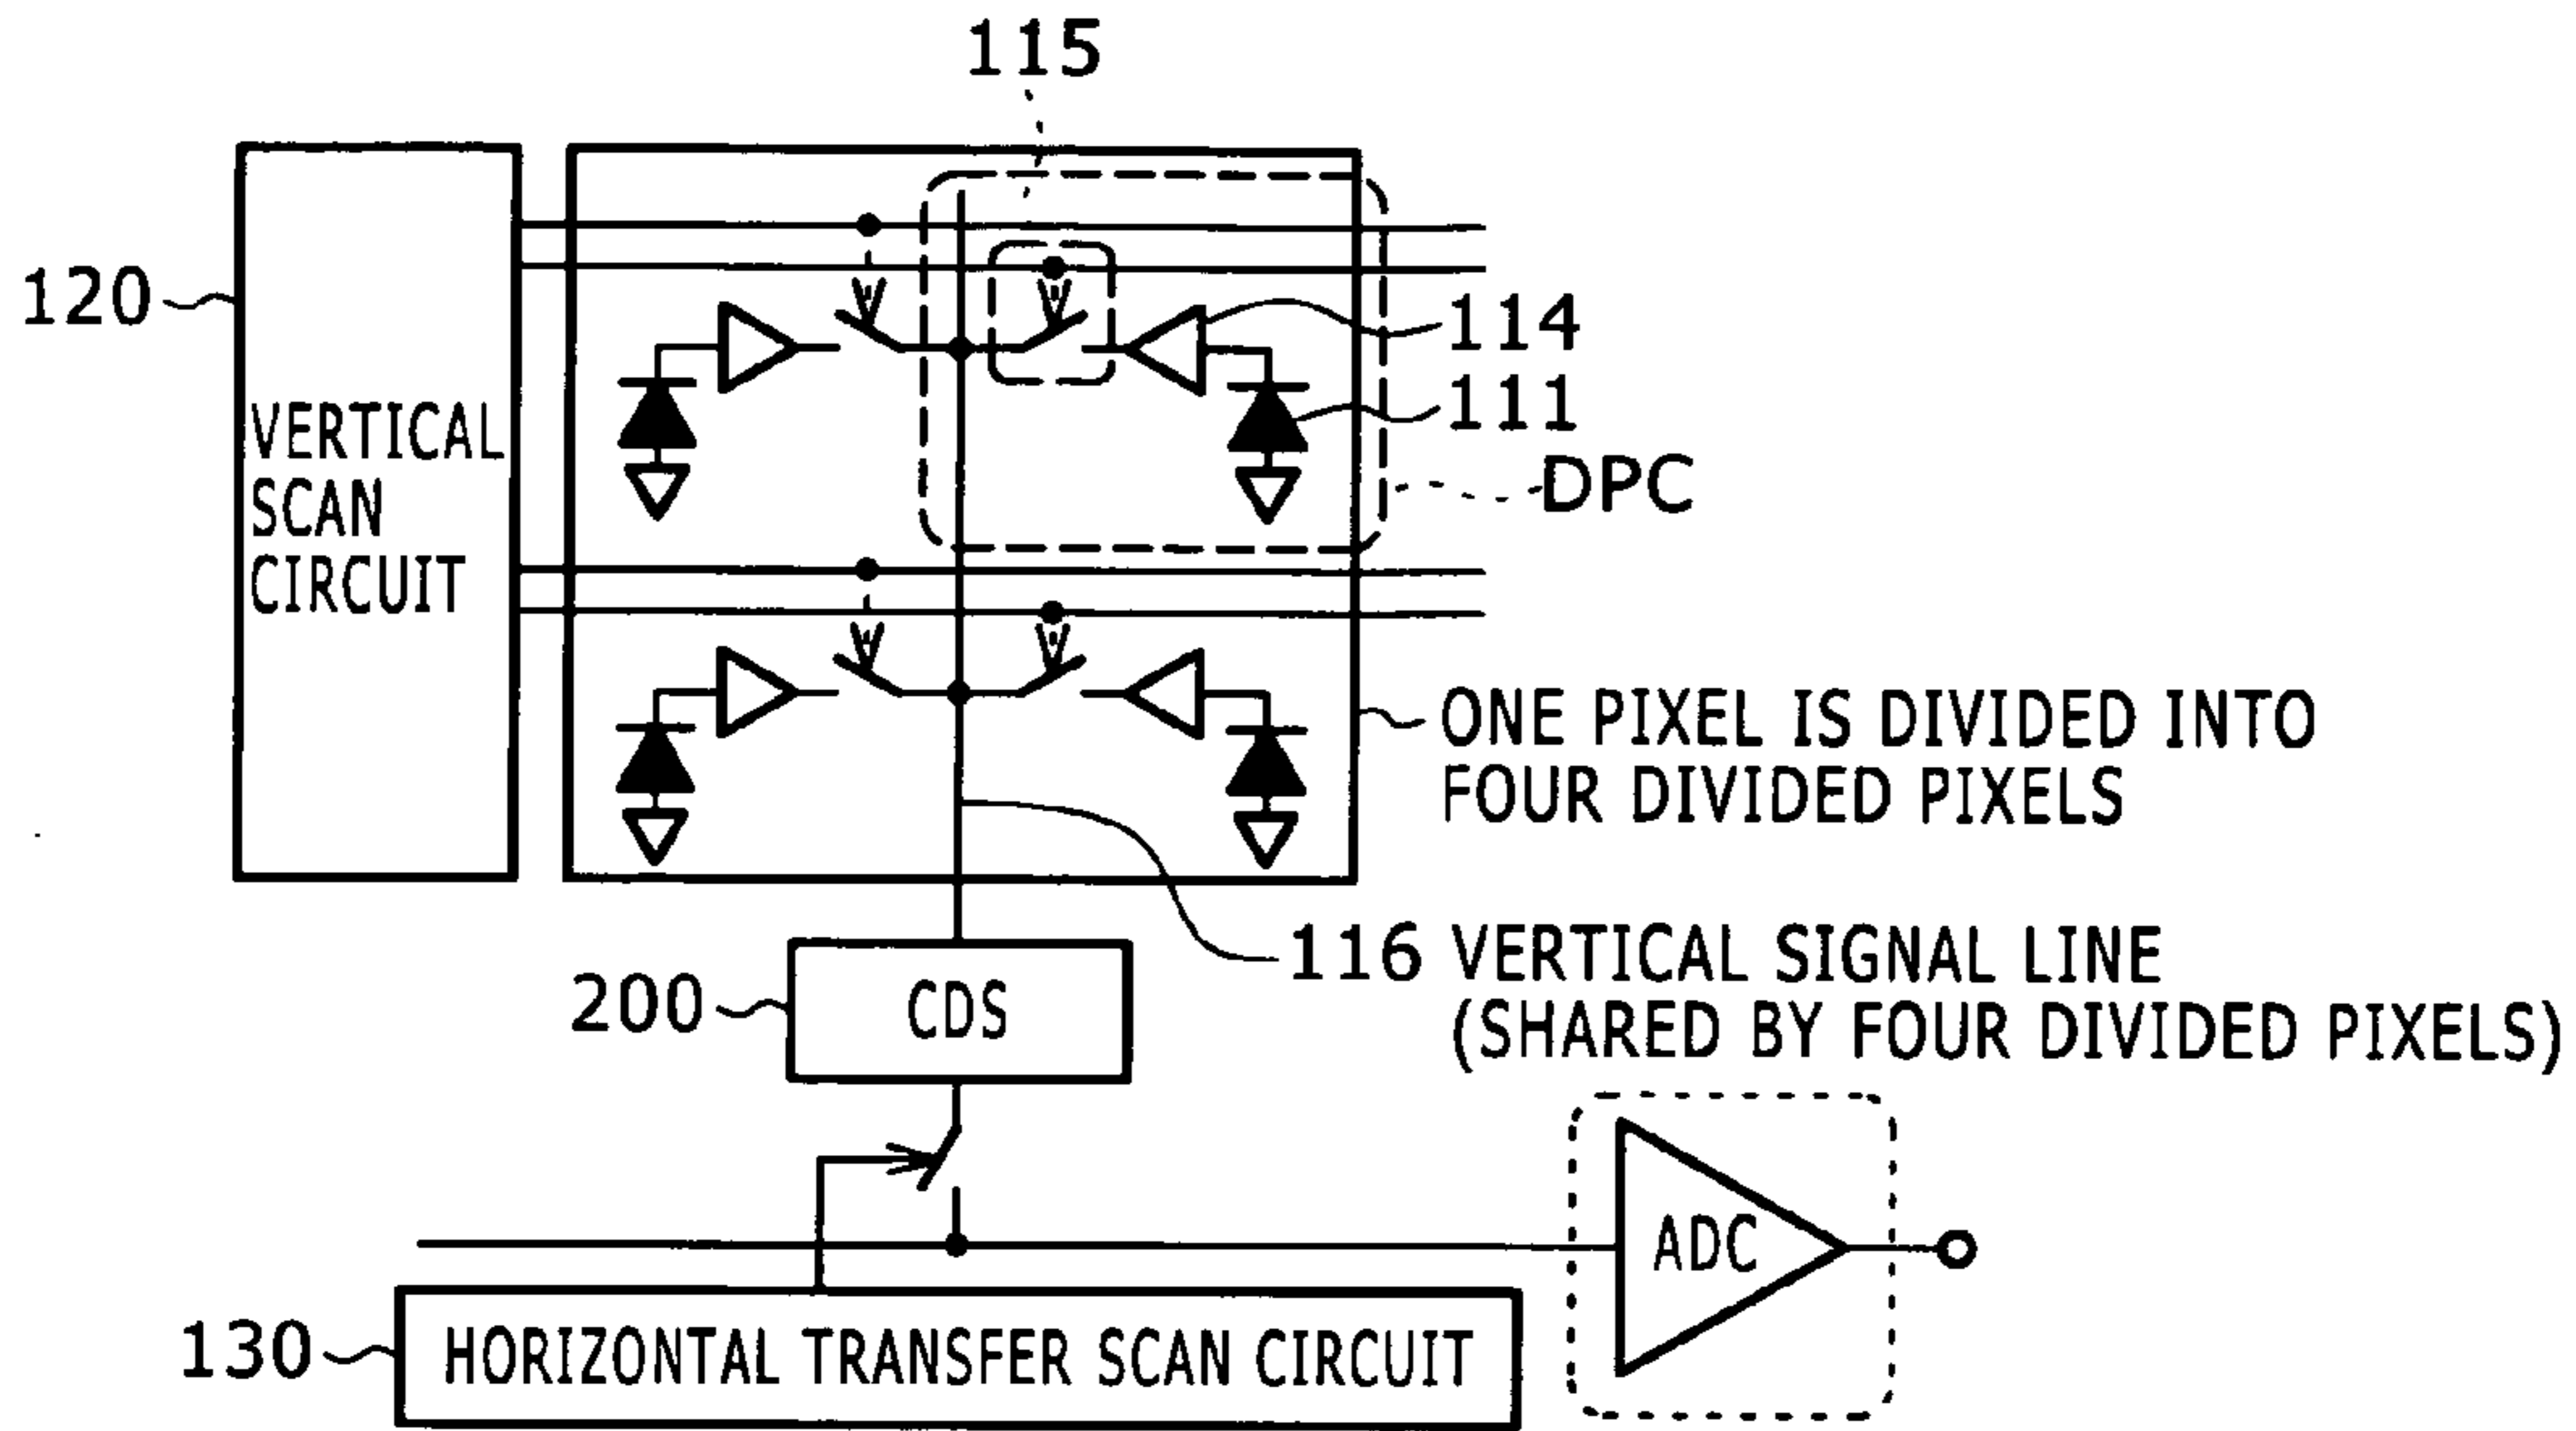 115
120
VERTICAL
SCAN
CIRCUIT
114
111
DPC
ONE PIXEL IS DIVIDED INTO
FOUR DIVIDED PIXELS
116 VERTICAL SIGNAL LINE
(SHARED BY FOUR DIVIDED PIXELS)
200
CDS
ADC
130
HORIZONTAL TRANSFER SCAN CIRCUIT